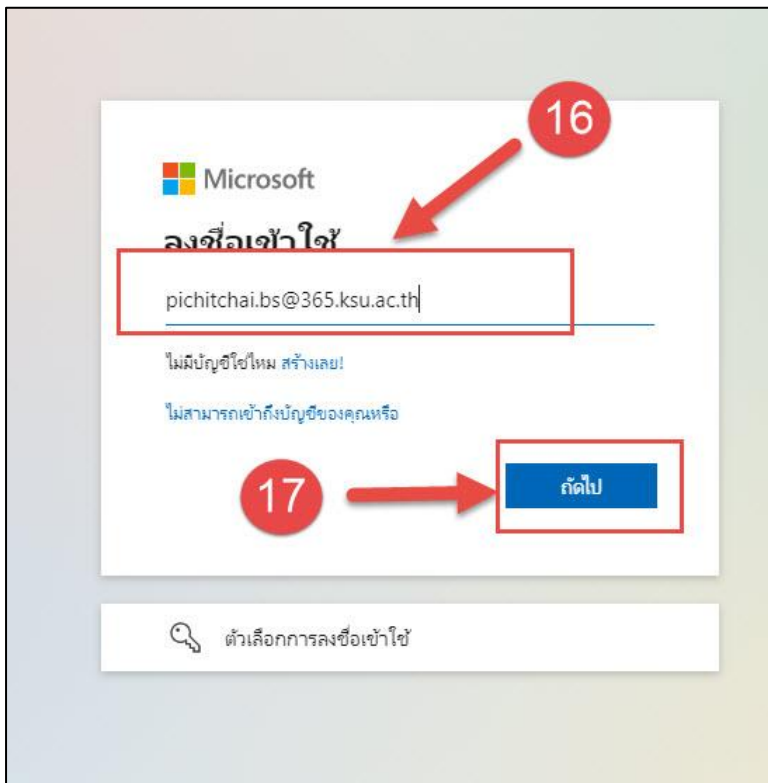 16
Microsoft
ลงชื่อเข้าใช้
pichitchai.bs@365.ksu.ac.th
ไม่มีบัญชีใช่ไหม สร้างเลย!
ไม่สามารถเข้าถึงบัญชีของคุณหรือ
17
ถัดไป
ตัวเลือกการลงชื่อเข้าใช้